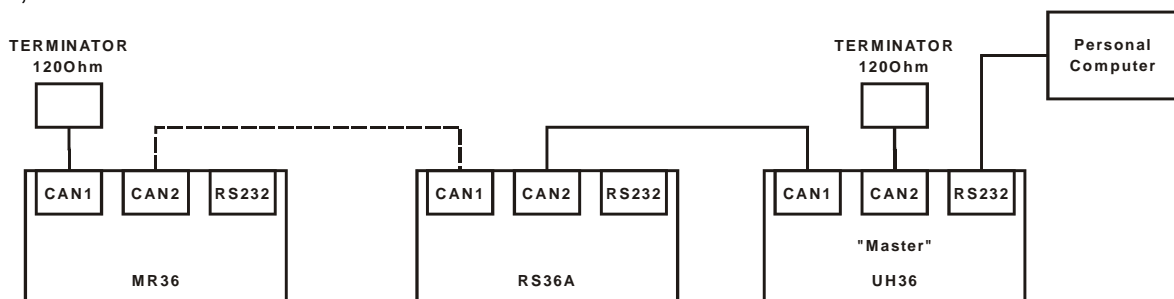 TERMINATOR
120Ohm
TERMINATOR
120Ohm
Personal
Computer
CAN1 CAN2 RS232
CAN1 CAN2 RS232
CAN1 CAN2 RS232
"Master"
MR36
RS36A
UH36